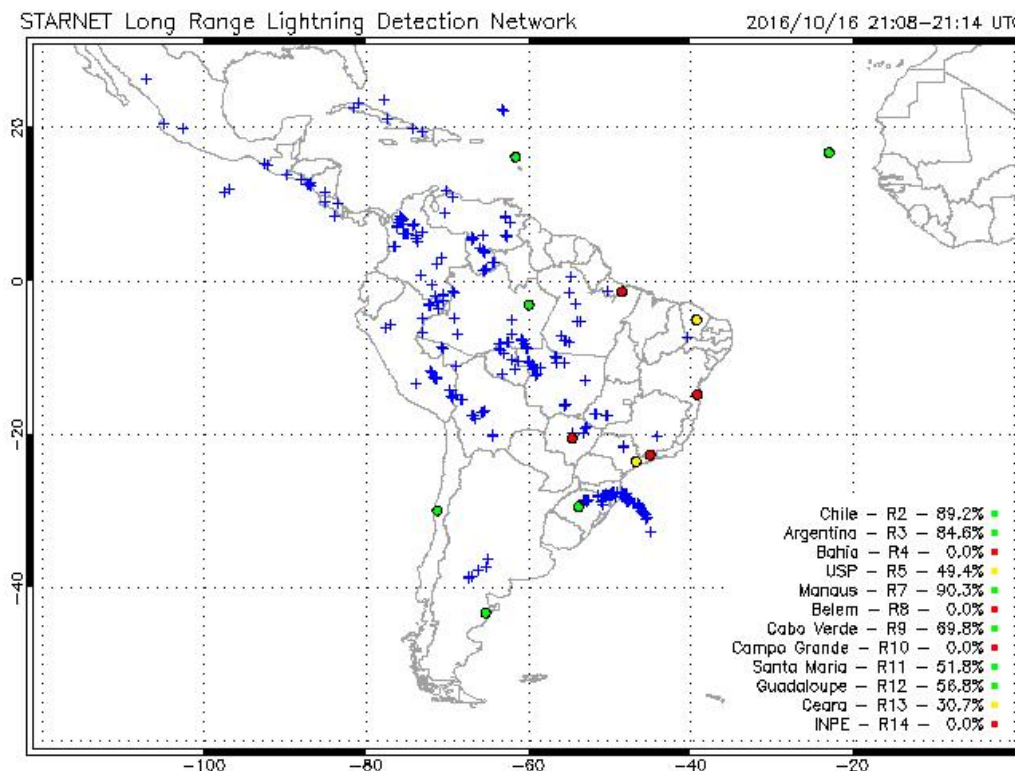 STARNET Long Range Lightning Detection Network
2016/10/16 21:08-21:14 UTC
20
0
-20
-40
-100
-80
-60
-40
-20
Chile - R2 - 89.2%
Argentina - R3 - 84.6%
Bahia - R4 - 0.0%
USP - R5 - 49.4%
Manaus - R7 - 90.3%
Belem - R8 - 0.0%
Cabo Verde - R9 - 69.8%
Campo Grande - R10 - 0.0%
Santa Maria - R11 - 51.8%
Guadaloupe - R12 - 56.8%
Ceara - R13 - 30.7%
INPE - R14 - 0.0%